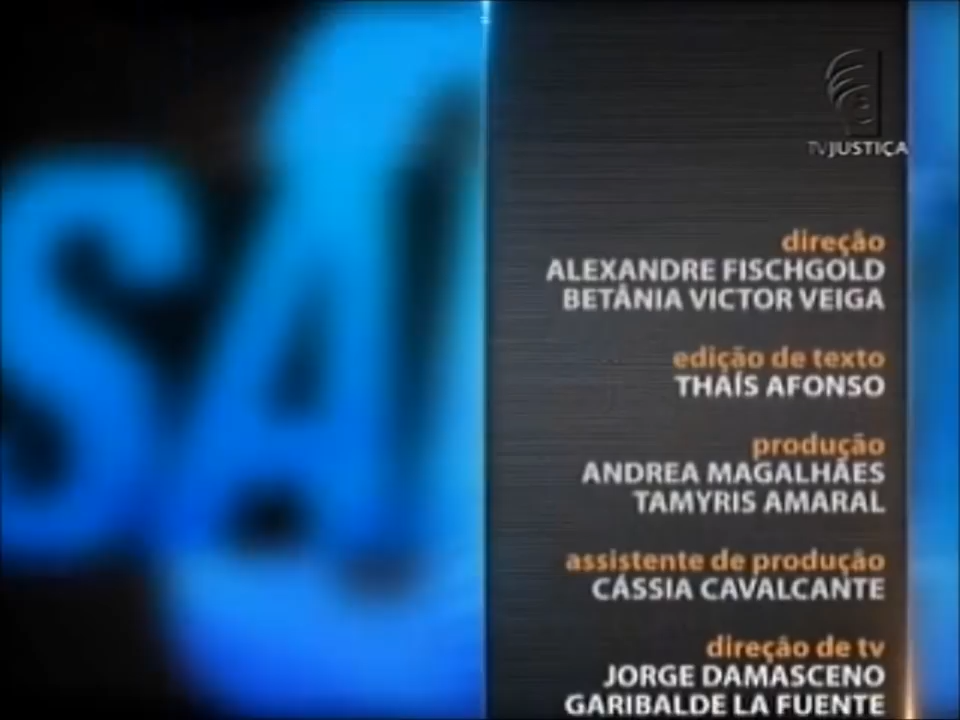 SA
TV JUSTIÇA
direção
ALEXANDRE FISCHGOLD
BETÂNIA VICTOR VEIGA
edição de texto
THAÍS AFONSO
produção
ANDREA MAGALHÃES
TAMYRIS AMARAL
assistente de produção
CÁSSIA CAVALCANTE
direção de tv
JORGE DAMASCENO
GARIBALDE LA FUENTE